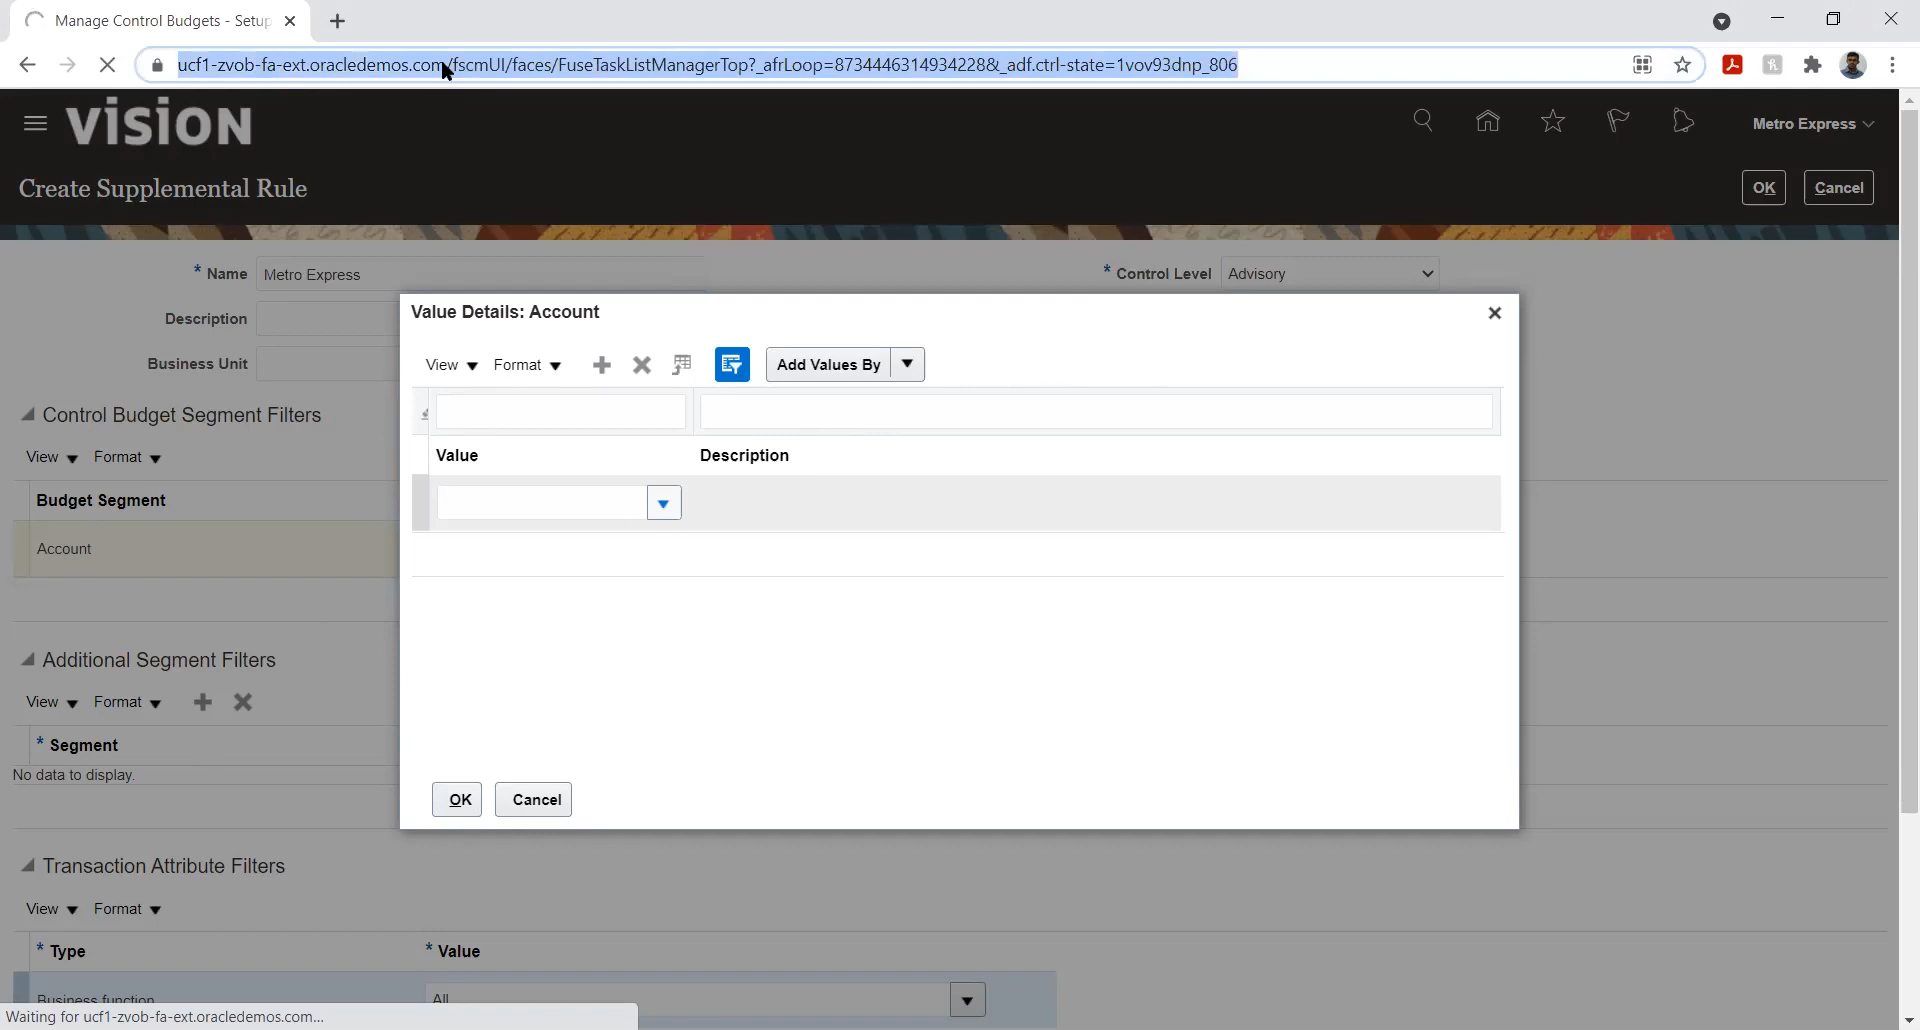 Manage Control Budgets - Setup
ucf1-zvob-fa-ext.oracledemos.com/fscmUI/faces/FuseTaskListManagerTop?_afrLoop=87344463149342288&_adf.ctrl-state=1vov93dnp_806
VISION
Metro Express
Create Supplemental Rule
OK
Cancel
* Name
Metro Express
* Control Level
Advisory
Description
Business Unit
Value Details: Account
View
Format
Add Values By
Value
Description
OK
Cancel
Control Budget Segment Filters
View
Format
Budget Segment
Account
Additional Segment Filters
View
Format
* Segment
No data to display.
Transaction Attribute Filters
View
Format
* Type
* Value
Business function
All
Waiting for ucf1-zvob-fa-ext.oracledemos.com...